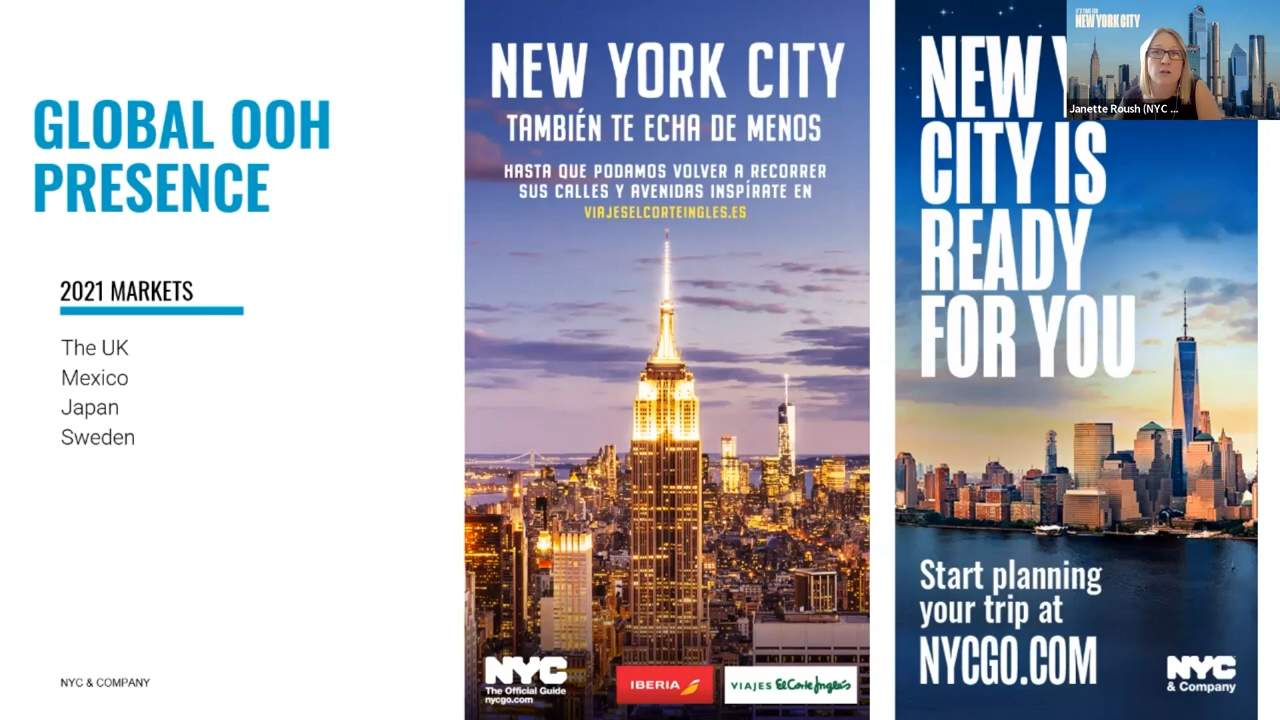 GLOBAL OOH
PRESENCE
2021 MARKETS
The UK
Mexico
Japan
Sweden
NYC & COMPANY
NEW YORK CITY
TAMBIÉN TE ECHA DE MENOS
HASTA QUE PODAMOS VOLVER A RECORRER
SUS CALLES Y AVENIDAS INSPÍRATE EN
VIAJESELCORTEINGLES.ES
NYC
The Official Guide
nycgo.com
IBERIA
VIAJES El Corte Inglés
NEW Y
CITY IS
READY
FOR YOU
Start planning
your trip at
NYCGO.COM
NYC
& Company
IT'S TIME FOR
NEW YORK CITY
Janette Roush (NYC ...